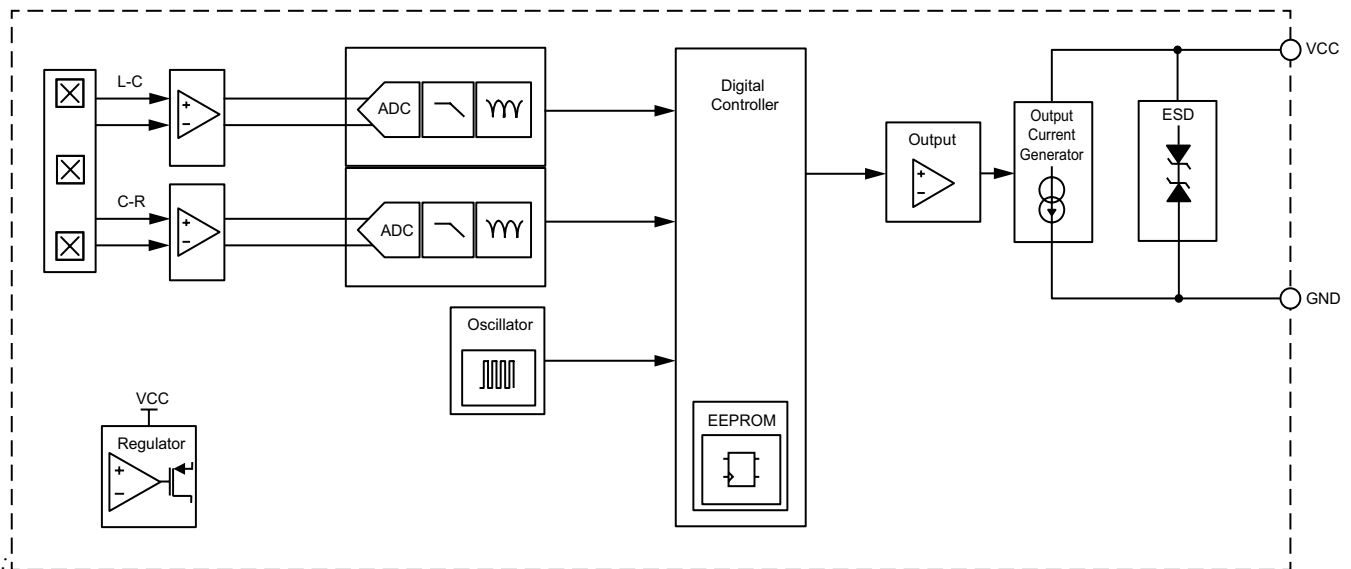 VCC
L-C
+
−
ADC
Digital
Controller
Output
+
−
Output
Current
Generator
ESD
C-R
+
−
ADC
GND
Oscillator
VCC
Regulator
+
−
EEPROM